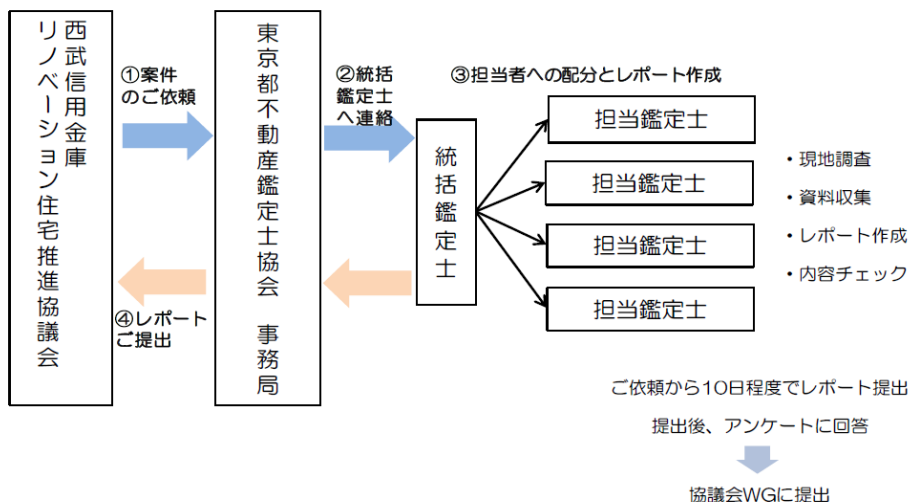 西武信用金庫
リノベーション住宅推進協議会
①案件
のご依頼
東京都不動産鑑定士協会　事務局
②統括
鑑定士
へ連絡
③担当者への配分とレポート作成
統括鑑定士
担当鑑定士
担当鑑定士
担当鑑定士
担当鑑定士
・現地調査
・資料収集
・レポート作成
・内容チェック
④レポート
ご提出
ご依頼から10日程度でレポート提出
提出後、アンケートに回答
協議会WGに提出